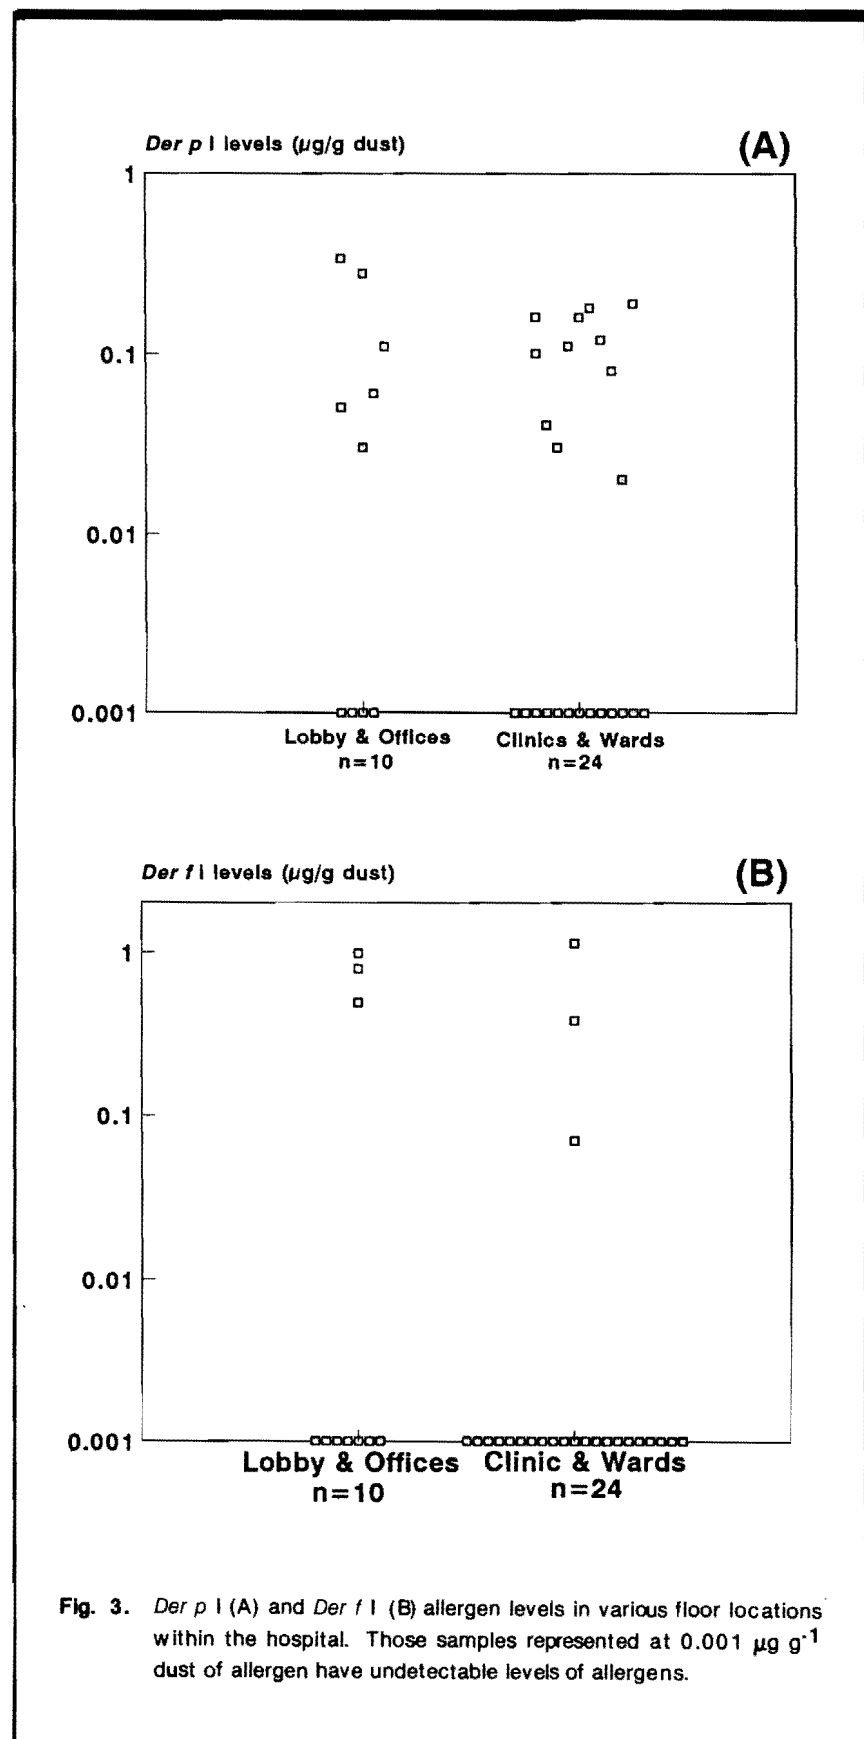 Der p I levels (µg/g dust)
(A)
1
0.1
0.01
0.001
Lobby & Offices
n=10
Clinics & Wards
n=24
Der f I levels (µg/g dust)
(B)
1
0.1
0.01
0.001
Lobby & Offices
n=10
Clinic & Wards
n=24
Fig. 3. Der p I (A) and Der f I (B) allergen levels in various floor locations
within the hospital. Those samples represented at 0.001 µg g-1
dust of allergen have undetectable levels of allergens.